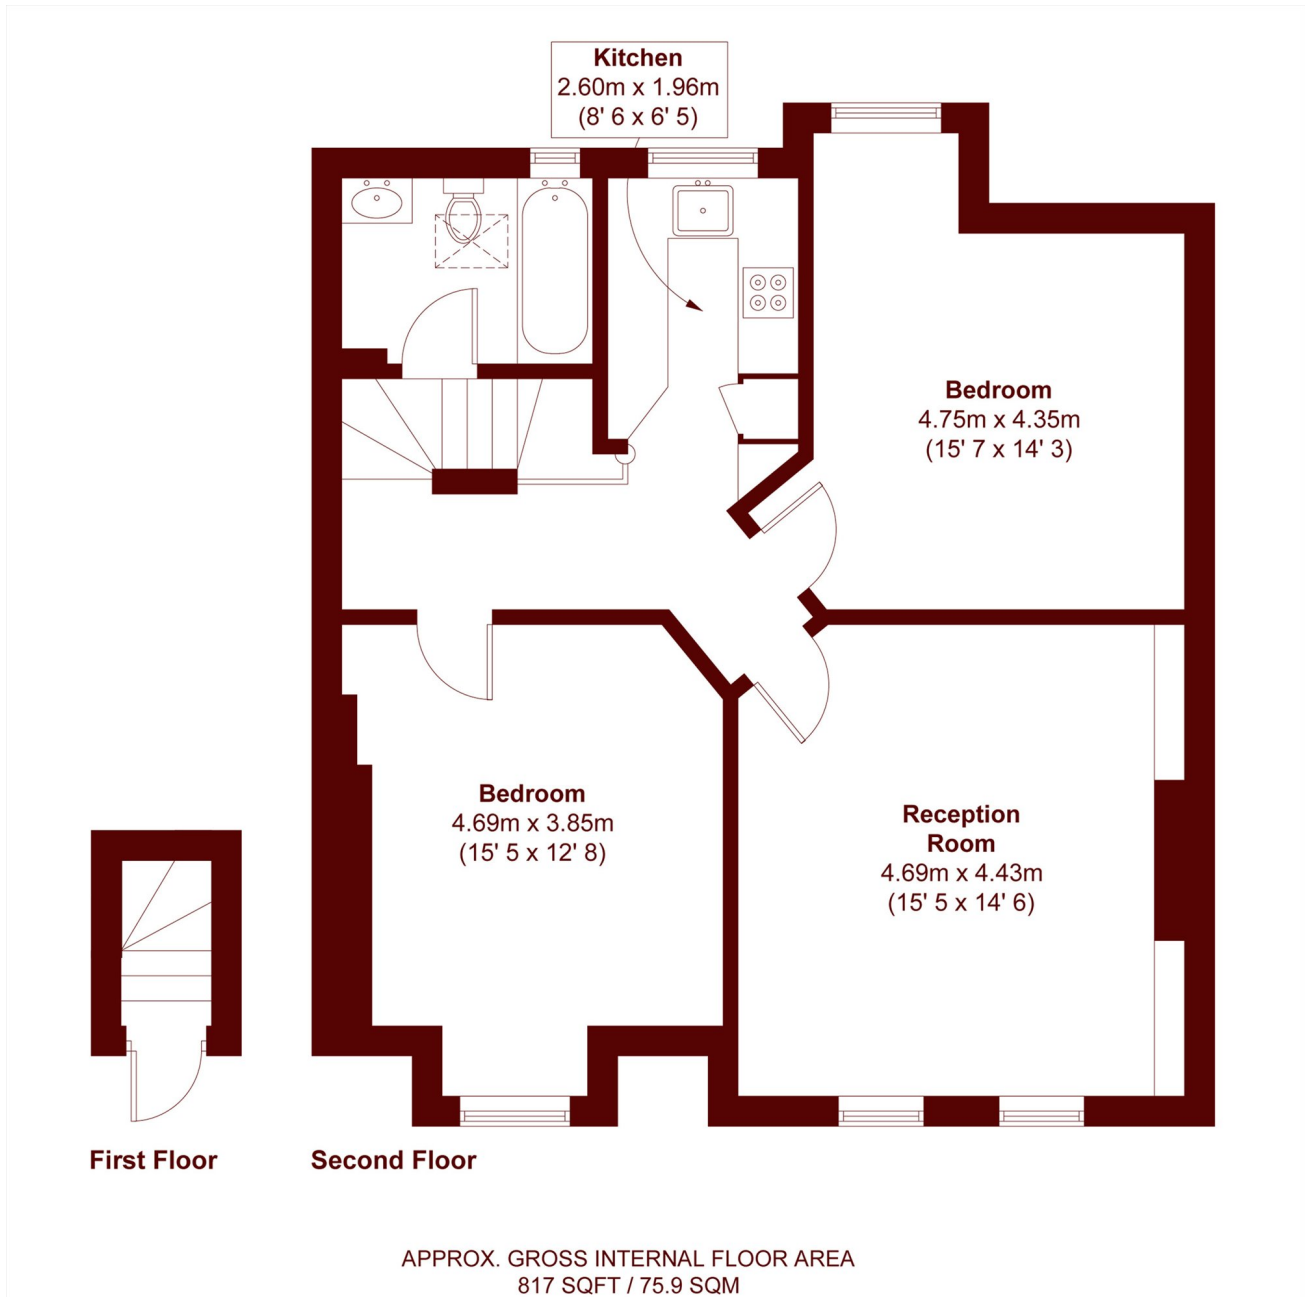 Kitchen
2.60m x 1.96m
(8' 6 x 6' 5)
Bedroom
4.75m x 4.35m
(15' 7 x 14' 3)
Bedroom
4.69m x 3.85m
(15' 5 x 12' 8)
Reception
Room
4.69m x 4.43m
(15' 5 x 14' 6)
First Floor
Second Floor
APPROX. GROSS INTERNAL FLOOR AREA
817 SQFT / 75.9 SQM